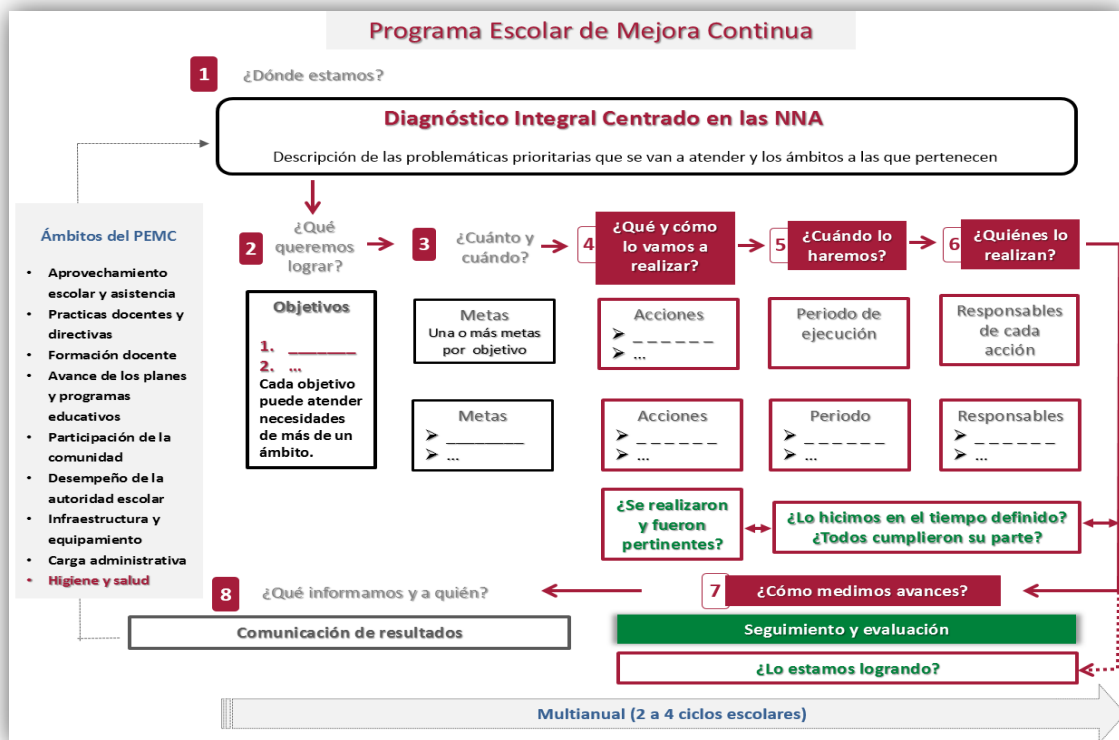 Programa Escolar de Mejora Continua
1 ¿Dónde estamos?
Diagnóstico Integral Centrado en las NNA
Descripción de las problemáticas prioritarias que se van a atender y los ámbitos a las que pertenecen
Ámbitos del PEMC
• Aprovechamiento
escolar y asistencia
• Practicas docentes y
directivas
• Formación docente
• Avance de los planes
y programas
educativos
• Participación de la
comunidad
• Desempeño de la
autoridad escolar
• Infraestructura y
equipamiento
• Carga administrativa
• Higiene y salud
2 ¿Qué
queremos
lograr?
Objetivos
1. _______
2. ...
Cada objetivo
puede atender
necesidades
de más de un
ámbito.
3 ¿Cuánto y
cuándo?
Metas
Una o más metas
por objetivo
Metas
➢ ________
➢ ...
4 ¿Qué y cómo
lo vamos a
realizar?
Acciones
➢ _ _ _ _ _ _
➢ ...
Acciones
➢ _ _ _ _ _ _
➢ ...
5 ¿Cuándo lo
haremos?
Periodo de
ejecución
Periodo
➢ _ _ _ _ _ _
➢ ...
6 ¿Quiénes lo
realizan?
Responsables
de cada
acción
Responsables
➢ _ _ _ _ _ _
➢ ...
¿Se realizaron
y fueron
pertinentes?
¿Lo hicimos en el tiempo definido?
¿Todos cumplieron su parte?
7 ¿Cómo medimos avances?
Seguimiento y evaluación
¿Lo estamos logrando?
8 ¿Qué informamos y a quién?
Comunicación de resultados
Multianual (2 a 4 ciclos escolares)